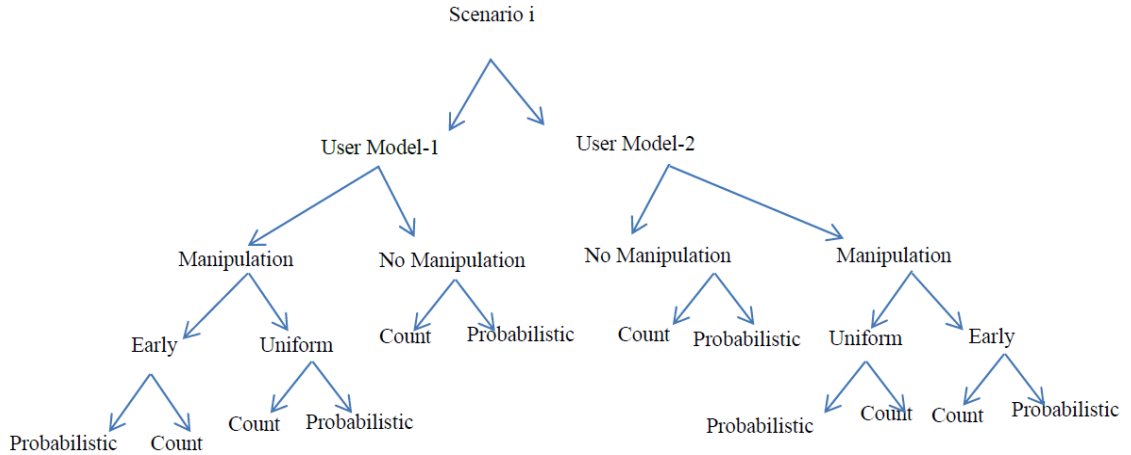 Scenario i
User Model-1
User Model-2
Manipulation
No Manipulation
No Manipulation
Manipulation
Early
Uniform
Count
Probabilistic
Count
Probabilistic
Uniform
Early
Probabilistic
Count
Count
Probabilistic
Probabilistic
Count
Count
Probabilistic